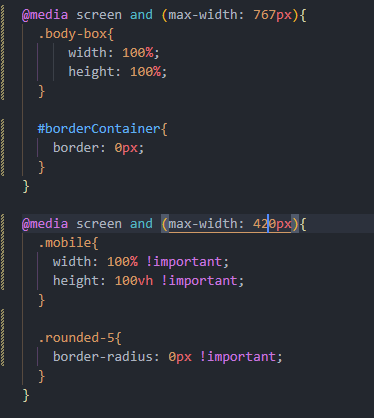 @media screen and (max-width: 767px){
.body-box{
width: 100%;
height: 100%;
}
#borderContainer{
border: 0px;
}
}
@media screen and (max-width: 420px){
.mobile{
width: 100% !important;
height: 100vh !important;
}
.rounded-5{
border-radius: 0px !important;
}
}